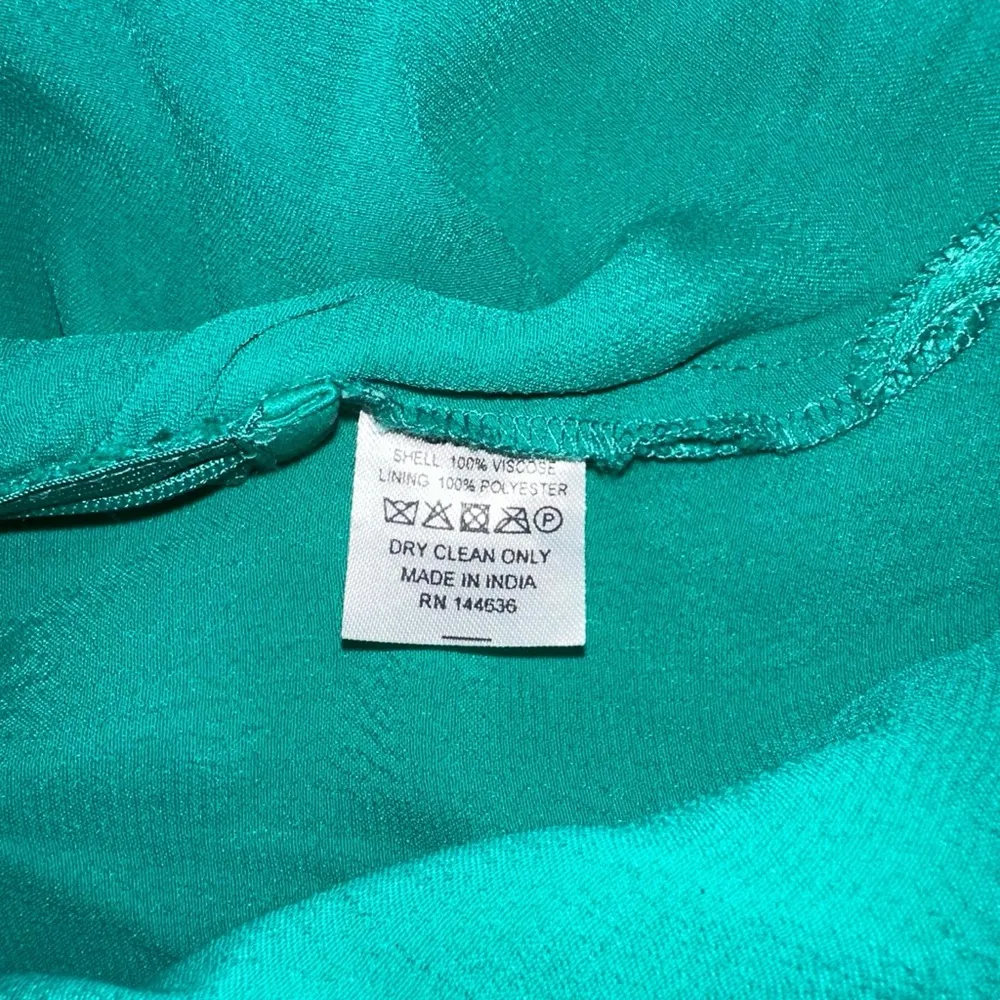 SHELL 100% VISCOSE
LINING 100% POLYESTER
P
DRY CLEAN ONLY
MADE IN INDIA
RN 144636